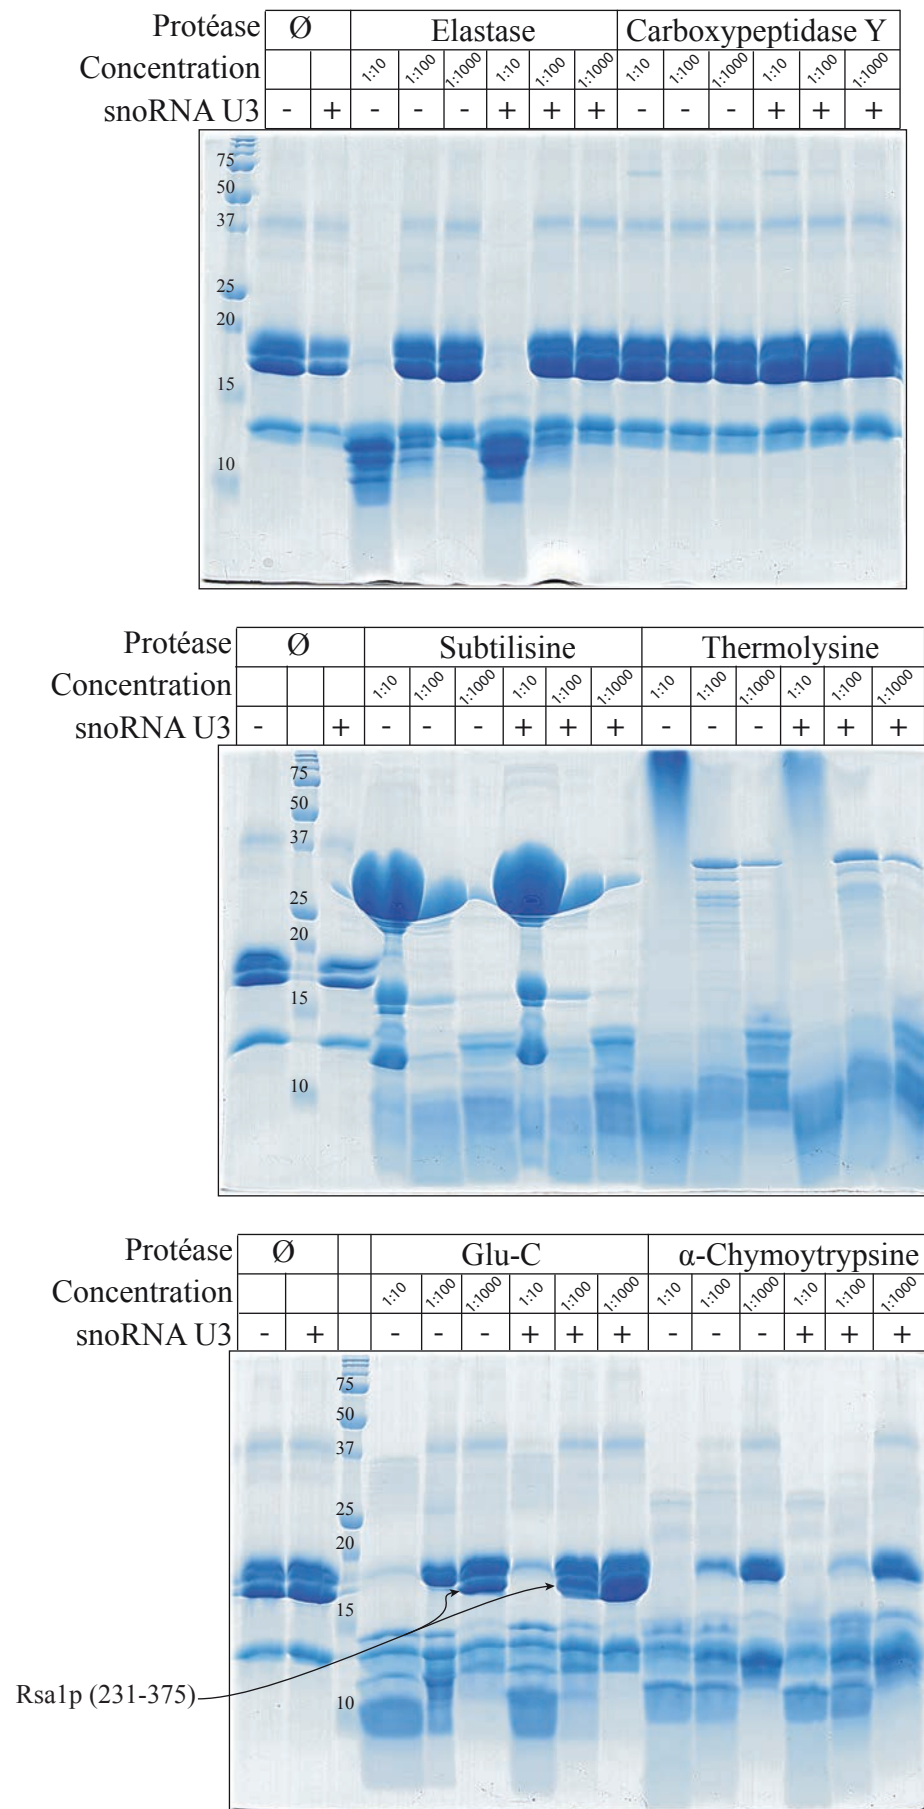 Protéase Ø Elastase Carboxypeptidase Y
Concentration 1:10 1:100 1:1000 1:10 1:100 1:1000 1:10 1:100 1:1000 1:10 1:100 1:1000
snoRNA U3 - + - - - + + + - - - + + +
75
50
37
25
20
15
10
Protéase Ø Subtilisine Thermolysine
Concentration 1:10 1:100 1:1000 1:10 1:100 1:1000 1:10 1:100 1:1000 1:10 1:100 1:1000
snoRNA U3 - + - - - + + + - - - + + +
75
50
37
25
20
15
10
Protéase Ø Glu-C α-Chymoytrypsine
Concentration 1:10 1:100 1:1000 1:10 1:100 1:1000 1:10 1:100 1:1000 1:10 1:100 1:1000
snoRNA U3 - + - - - + + + - - - + + +
75
50
37
25
20
15
Rsa1p (231-375)
10